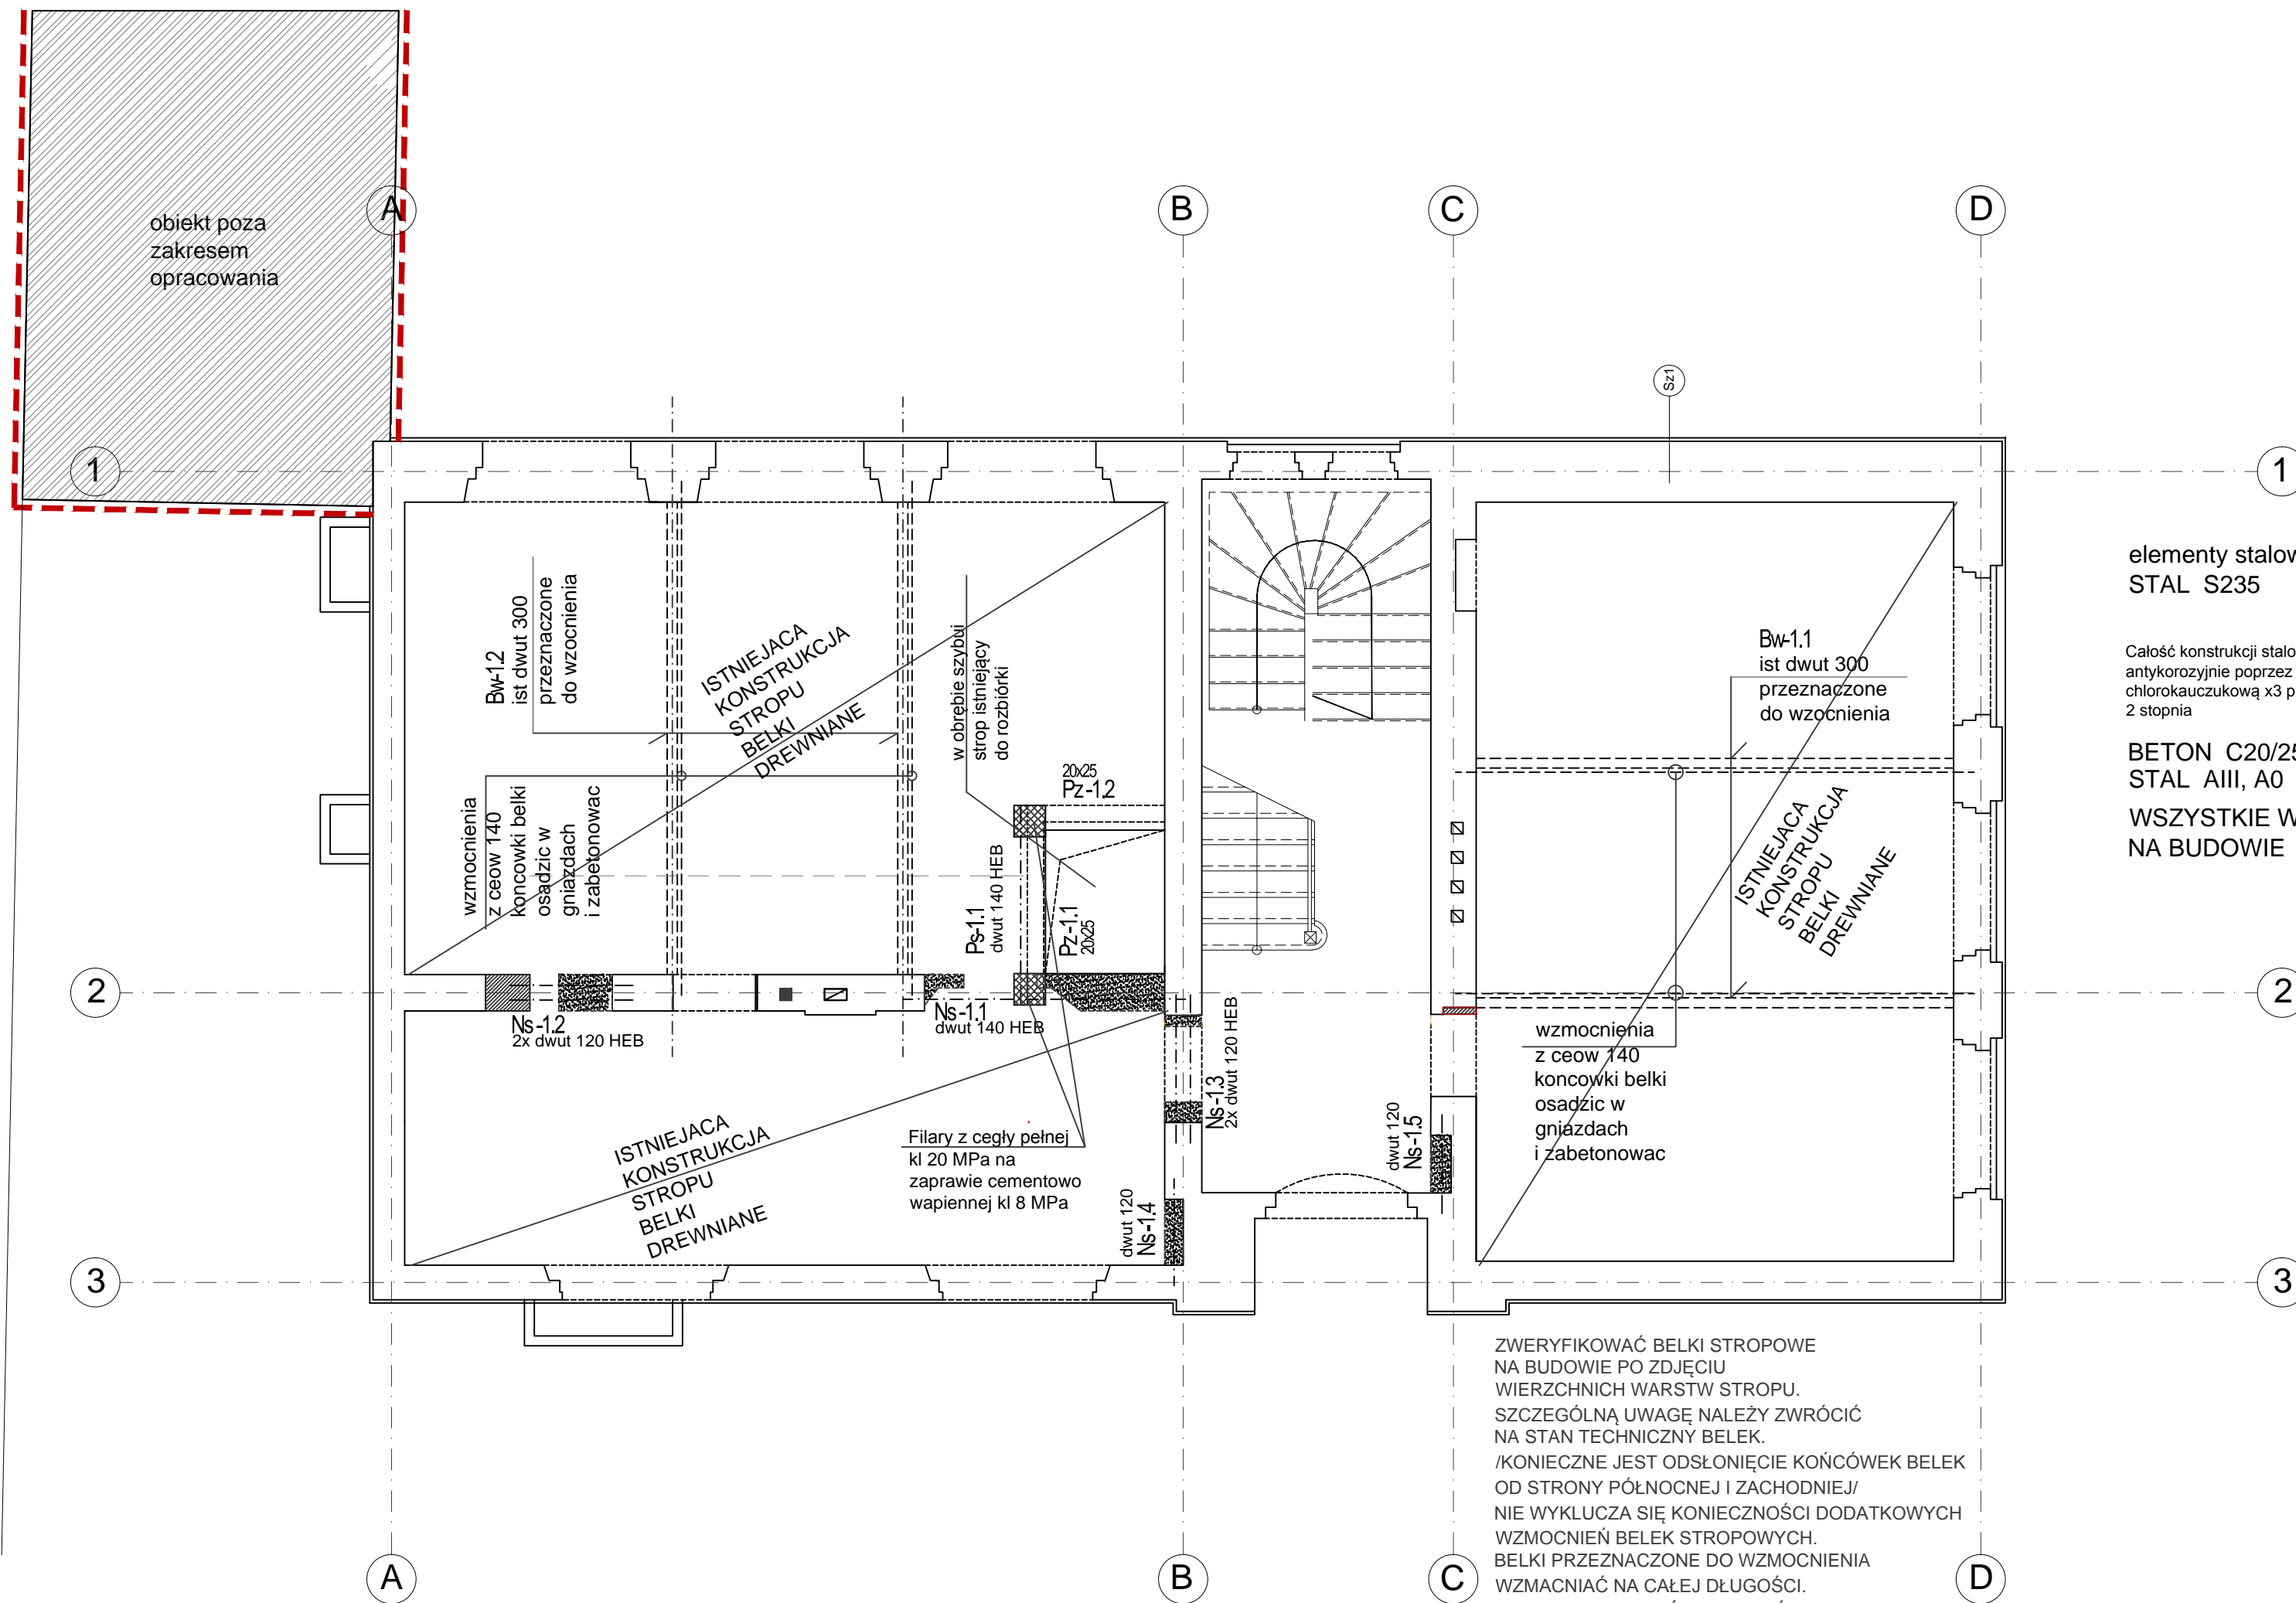 obiekt poza
zakresem
opracowania
A
B
C
D
Sz1
1
1
elementy stalow
STAL S235
Całość konstrukcji stalo
antykorozyjnie poprzez
chlorokauczukową x3 p
2 stopnia
BETON C20/25
STAL AIII, A0
WSZYSTKIE W
NA BUDOWIE
Bw-1.2
ist dwut 300
przeznaczone
do wzocnienia
ISTNIEJACA
KONSTRUKCJA
STROPU
BELKI
DREWNIANE
w obrębie szybui
strop istniejący
do rozbiórki
wzmocnienia
z ceow 140
koncowki belki
osadzic w
gniazdach
i zabetonowac
20x25
Pz-1.2
Ps-1.1
dwut 140 HEB
Pz-1.1
20x25
Bw-1.1
ist dwut 300
przeznaczone
do wzocnienia
ISTNIEJACA
KONSTRUKCJA
STROPU
BELKI
DREWNIANE
2
2
Ns-1.2
2x dwut 120 HEB
Ns-1.1
dwut 140 HEB
Ns-1.3
2x dwut 120 HEB
wzmocnienia
z ceow 140
koncowki belki
osadzic w
gniazdach
i zabetonowac
ISTNIEJACA
KONSTRUKCJA
STROPU
BELKI
DREWNIANE
Filary z cegły pełnej
kl 20 MPa na
zaprawie cementowo
wapiennej kl 8 MPa
dwut 120
Ns-1.4
dwut 120
Ns-1.5
3
3
ZWERYFIKOWAĆ BELKI STROPOWE
NA BUDOWIE PO ZDJĘCIU
WIERZCHNICH WARSTW STROPU.
SZCZEGÓLNĄ UWAGĘ NALEŻY ZWRÓCIĆ
NA STAN TECHNICZNY BELEK.
/KONIECZNE JEST ODSŁONIĘCIE KOŃCÓWEK BELEK
OD STRONY PÓŁNOCNEJ I ZACHODNIEJ/
NIE WYKLUCZA SIĘ KONIECZNOŚCI DODATKOWYCH
WZMOCNIEŃ BELEK STROPOWYCH.
BELKI PRZEZNACZONE DO WZMOCNIENIA
WZMACNIAĆ NA CAŁEJ DŁUGOŚCI.
A
B
C
D